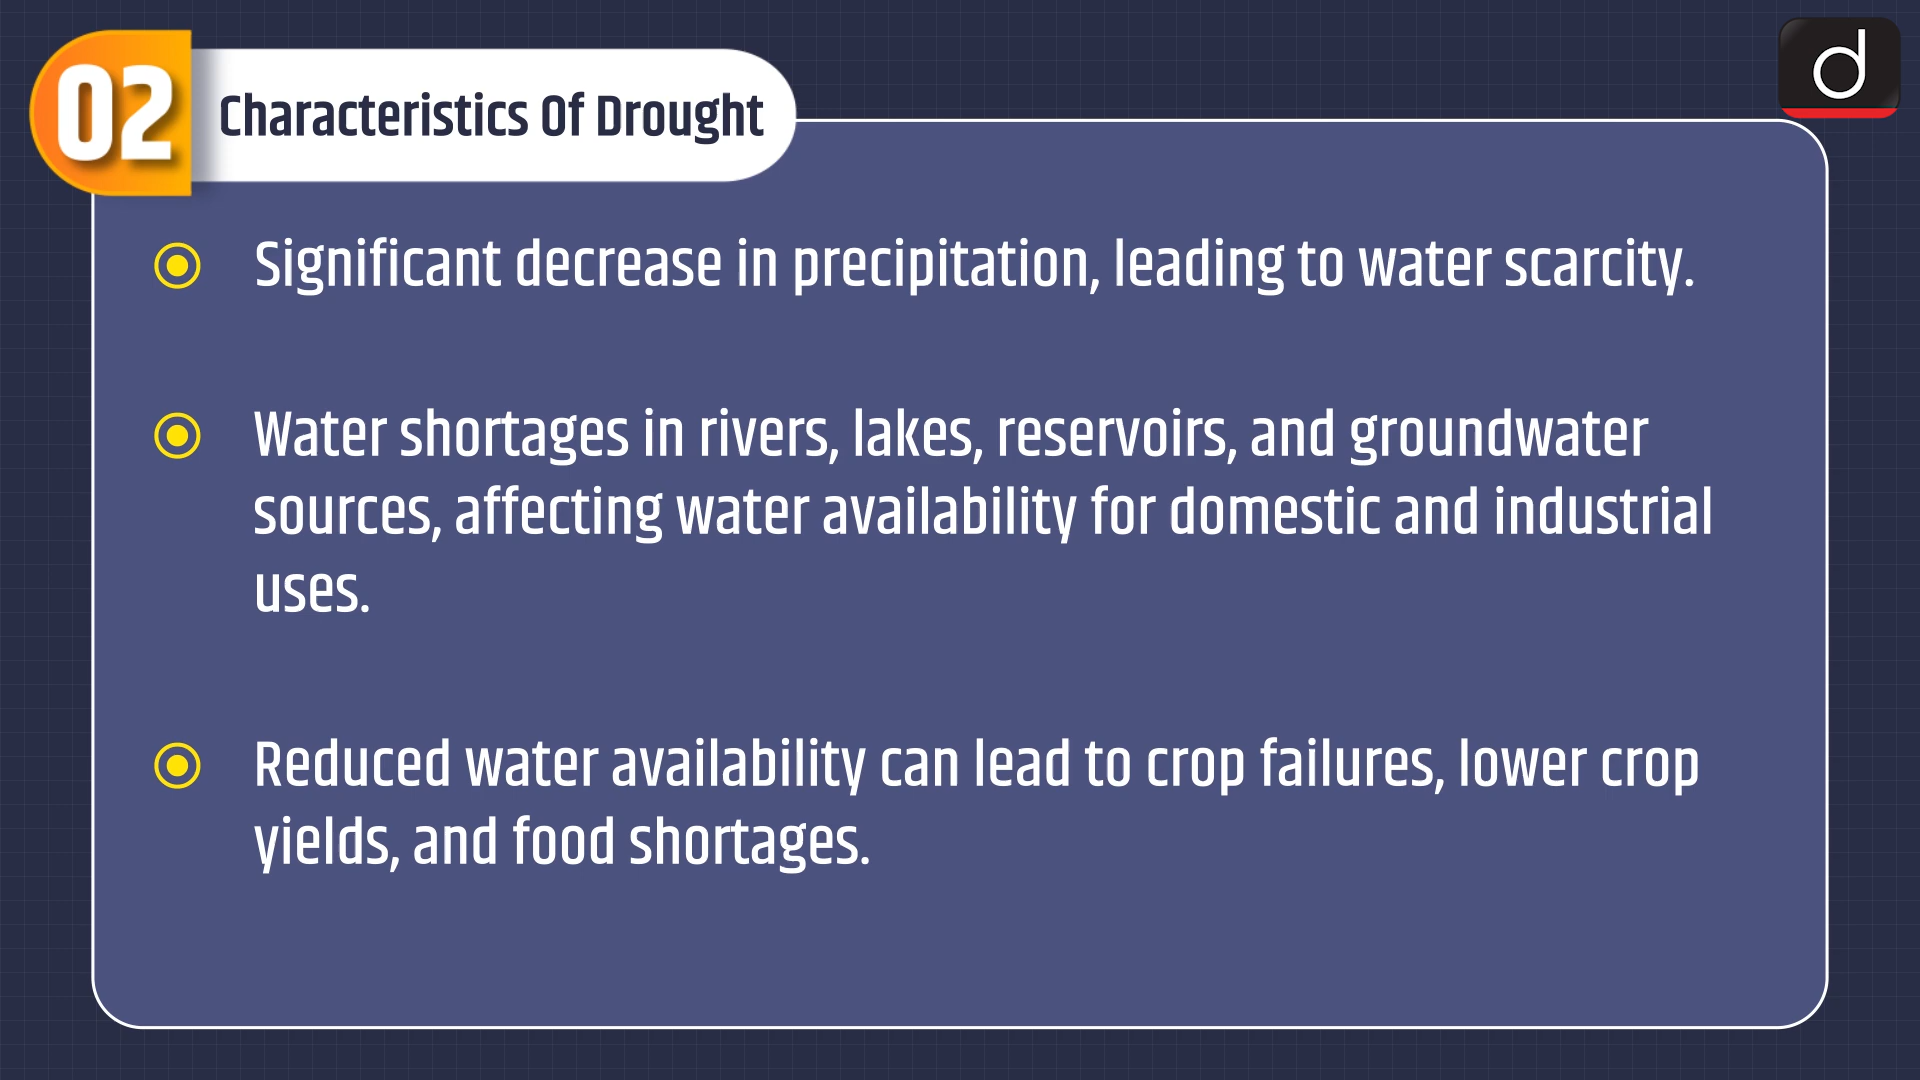 02
Characteristics Of Drought
d
Significant decrease in precipitation, leading to water scarcity.
Water shortages in rivers, lakes, reservoirs, and groundwater
sources, affecting water availability for domestic and industrial
uses.
Reduced water availability can lead to crop failures, lower crop
yields, and food shortages.